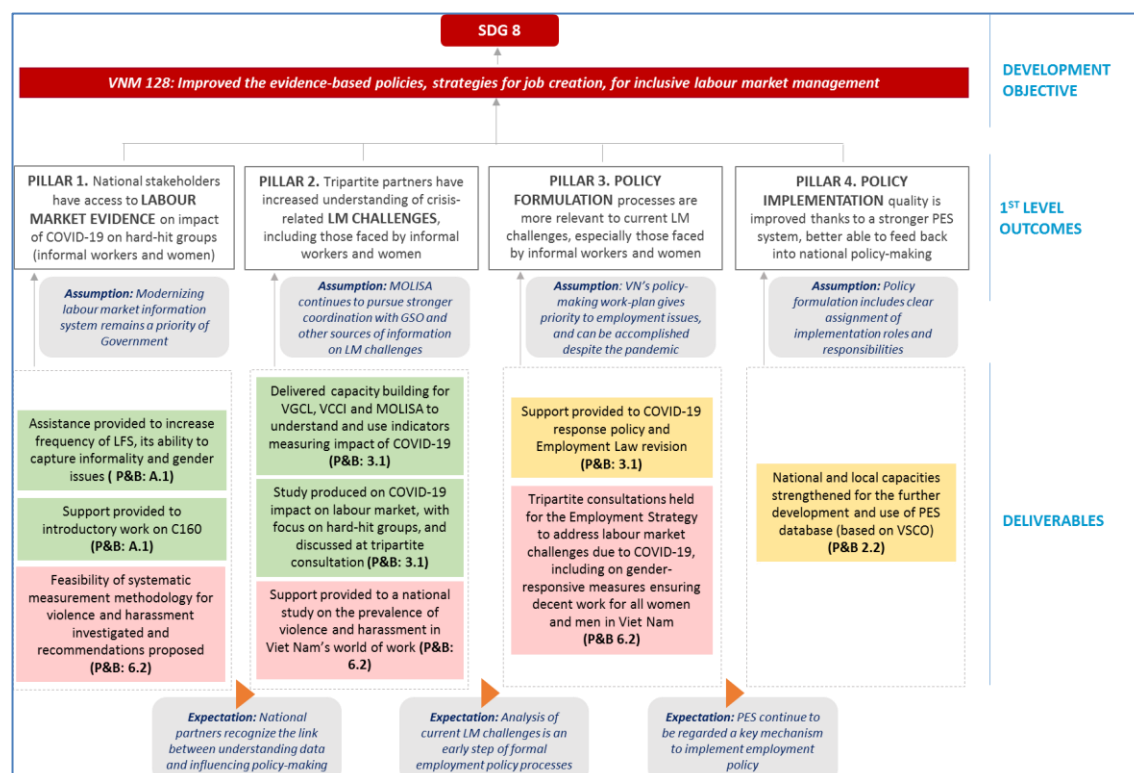 SDG 8
VNM 128: Improved the evidence-based policies, strategies for job creation, for inclusive labour market management
DEVELOPMENT
OBJECTIVE
PILLAR 1. National stakeholders
have access to LABOUR
MARKET EVIDENCE on impact
of COVID-19 on hard-hit groups
(informal workers and women)
PILLAR 2. Tripartite partners have
increased understanding of crisis-
related LM CHALLENGES,
including those faced by informal
workers and women
PILLAR 3. POLICY
FORMULATION processes are
more relevant to current LM
challenges, especially those faced
by informal workers and women
PILLAR 4. POLICY
IMPLEMENTATION quality is
improved thanks to a stronger PES
system, better able to feed back
into national policy-making
1ST LEVEL
OUTCOMES
Assumption: Modernizing
labour market information
system remains a priority of
Government
Assumption: MOLISA
continues to pursue stronger
coordination with GSO and
other sources of information
on LM challenges
Assumption: VN's policy-
making work-plan gives
priority to employment issues,
and can be accomplished
despite the pandemic
Assumption: Policy
formulation includes clear
assignment of
implementation roles and
responsibilities
Assistance provided to increase
frequency of LFS, its ability to
capture informality and gender
issues ( P&B: A.1)
Support provided to
introductory work on C160
(P&B: A.1)
Feasibility of systematic
measurement methodology for
violence and harassment
investigated and
recommendations proposed
(P&B: 6.2)
Delivered capacity building for
VGCL, VCCI and MOLISA to
understand and use indicators
measuring impact of COVID-19
(P&B: 3.1)
Study produced on COVID-19
impact on labour market, with
focus on hard-hit groups, and
discussed at tripartite
consultation (P&B: 3.1)
Support provided to a national
study on the prevalence of
violence and harassment in
Viet Nam's world of work (P&B:
6.2)
Support provided to COVID-19
response policy and
Employment Law revision
(P&B: 3.1)
Tripartite consultations held
for the Employment Strategy
to address labour market
challenges due to COVID-19,
including on gender-
responsive measures ensuring
decent work for all women
and men in Viet Nam
(P&B 6.2)
National and local capacities
strengthened for the further
development and use of PES
database (based on VSCO)
(P&B 2.2)
DELIVERABLES
Expectation: National
partners recognize the link
between understanding data
and influencing policy-making
Expectation: Analysis of
current LM challenges is an
early step of formal
employment policy processes
Expectation: PES continue to
be regarded a key mechanism
to implement employment
policy